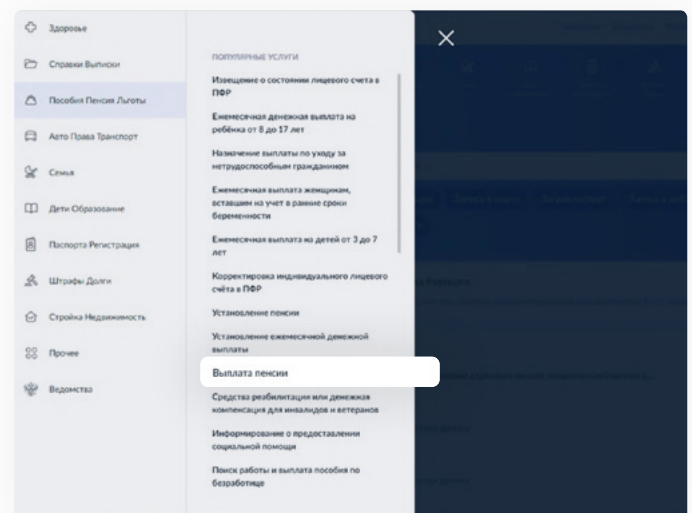 Здоровье
Справки Выписки
Пособия Пенсия Льготы
Авто Права Транспорт
Семья
Дети Образование
Паспорта Регистрация
Штрафы Долги
Стройка Недвижимость
Прочее
Ведомства
ПОПУЛЯРНЫЕ УСЛУГИ
Извещение о состоянии лицевого счета в
ПФР
Ежемесячная денежная выплата на
ребёнка от 8 до 17 лет
Назначение выплаты по уходу за
нетрудоспособным гражданином
Ежемесячная выплата женщинам,
вставшим на учет в ранние сроки
беременности
Ежемесячная выплата на детей от 3 до 7
лет
Корректировка индивидуального лицевого
счёта в ПФР
Установление пенсии
Установление ежемесячной денежной
выплаты
Выплата пенсии
Средства реабилитации или денежная
компенсация для инвалидов и ветеранов
Информирование о предоставлении
социальной помощи
Поиск работы и выплата пособия по
безработице